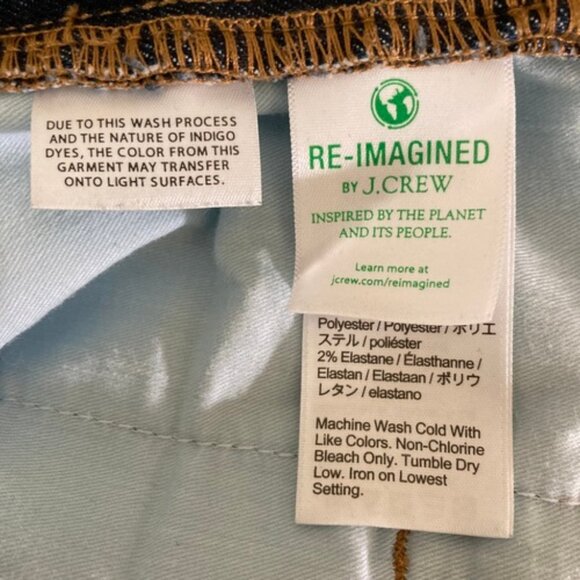 DUE TO THIS WASH PROCESS
AND THE NATURE OF INDIGO
DYES, THE COLOR FROM THIS
GARMENT MAY TRANSFER
ONTO LIGHT SURFACES.
RE-IMAGINED
BY J.CREW
INSPIRED BY THE PLANET
AND ITS PEOPLE.
Learn more at
jcrew.com/reimagined
Polyester / Polyester / ポリエ
ステル / poliéster
2% Elastane / Élasthanne /
Elastan / Elastaan / ポリウ
レタン / elastano
Machine Wash Cold With
Like Colors. Non-Chlorine
Bleach Only. Tumble Dry
Low. Iron on Lowest
Setting.